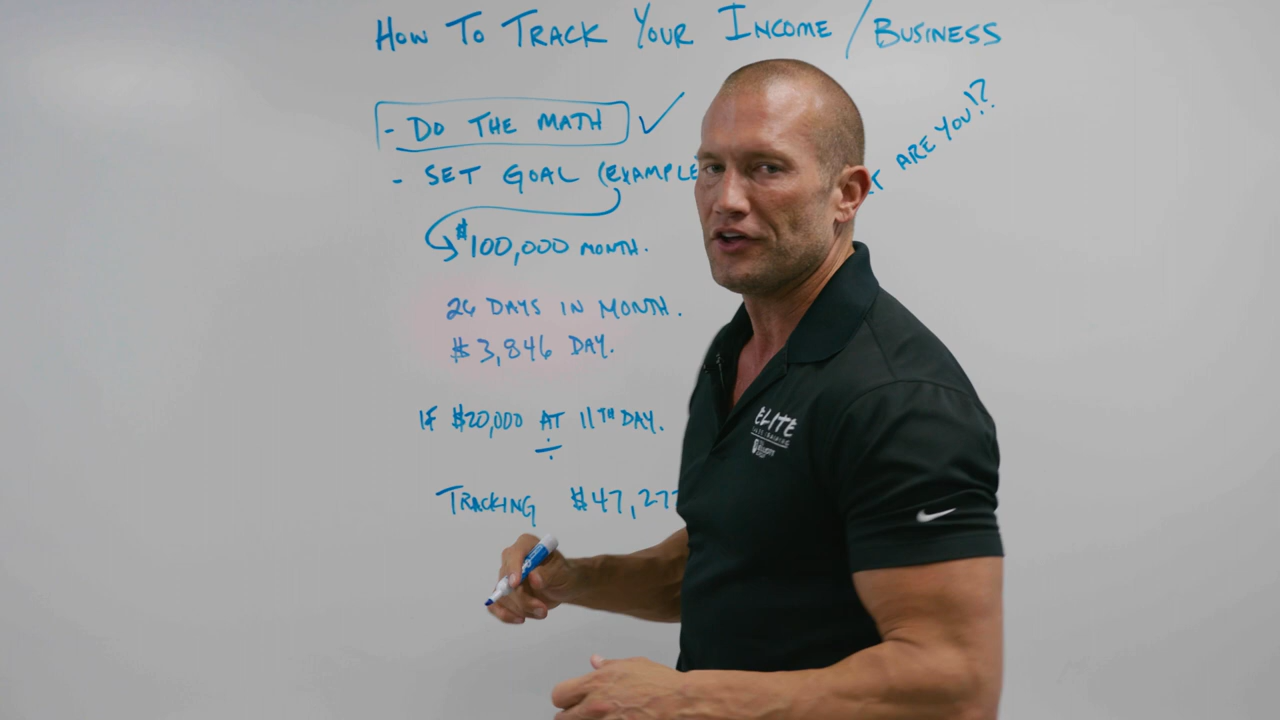 HOW TO TRACK YOUR INCOME / BUSINESS
- DO THE MATH ✓
- SET GOAL (EXAMPLE
ARE YOU!?
$100,000 MONTH.
26 DAYS IN MONTH.
$3,846 DAY.
IF $20,000 AT 11TH DAY.
÷
TRACKING $47,27
ELITE